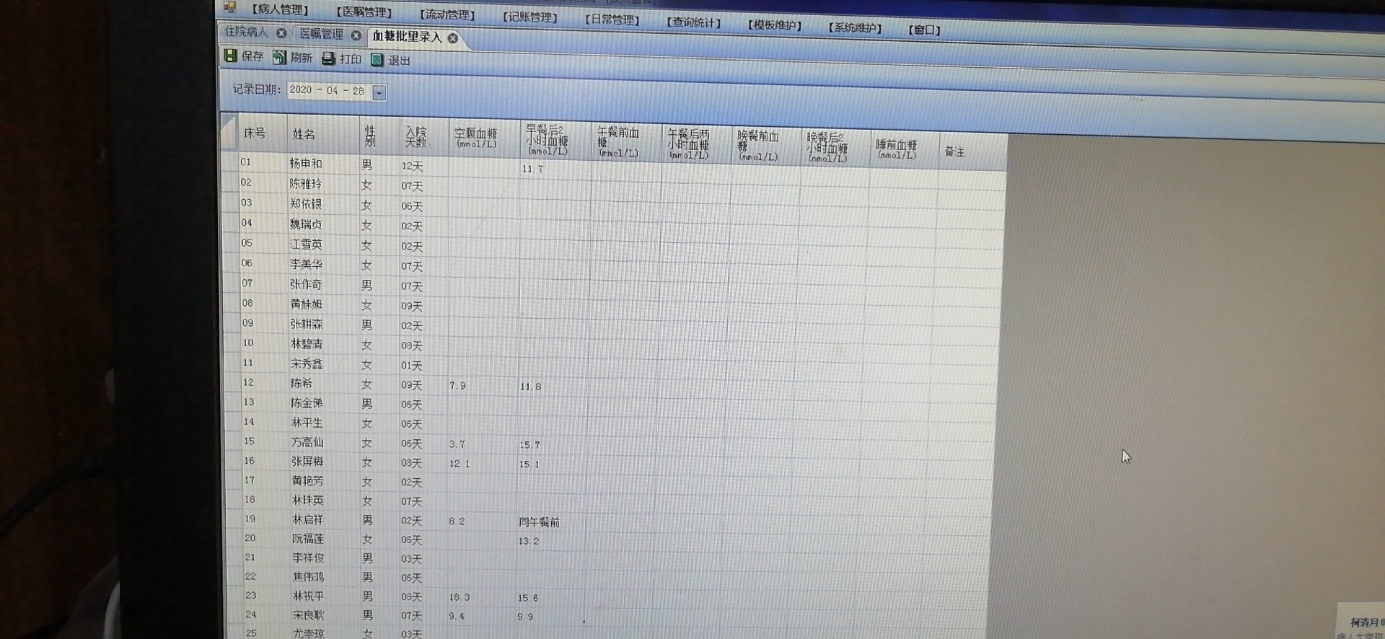 【病人管理】 【医嘱管理】 【流动管理】 【记账管理】 【日常管理】 【查询统计】 【模板维护】 【系统维护】 【窗口】
住院病人 医嘱管理 血糖批量录入
保存 刷新 打印 退出
记录日期: 2020-04-28
床号 姓名 性别 入院天数 空腹血糖(mmol/L) 早餐后2小时血糖(mmol/L) 午餐前血糖(mmol/L) 午餐后两小时血糖(mmol/L) 晚餐前血糖(mmol/L) 晚餐后2小时血糖(mmol/L) 睡前血糖(mmol/L) 备注
01 杨申和 男 12天 11.7
02 陈雅玲 女 07天
03 郑依银 女 06天
04 魏瑞贞 女 02天
05 江雪英 女 02天
06 李美华 女 07天
07 张作奇 男 07天
08 黄妹妲 女 09天
09 张耕森 男 02天
10 林碧清 女 08天
11 宋秀鑫 女 01天
12 陈希 女 09天 7.9 11.8
13 陈金弟 男 06天
14 林平生 女 06天
15 方高仙 女 06天 3.7 15.7
16 张屏梅 女 08天 12.1 15.1
17 黄艳芳 女 02天
18 林珠英 女 07天
19 林启祥 男 02天 8.2 同午餐前
20 阮福莲 女 06天 13.2
21 李祥俊 男 03天
22 焦伟鸿 男 06天
23 林祝平 男 08天 18.3 15.6
24 宋良耿 男 07天 9.4 9.9
25 尤崇琼 女 03天
柯清月